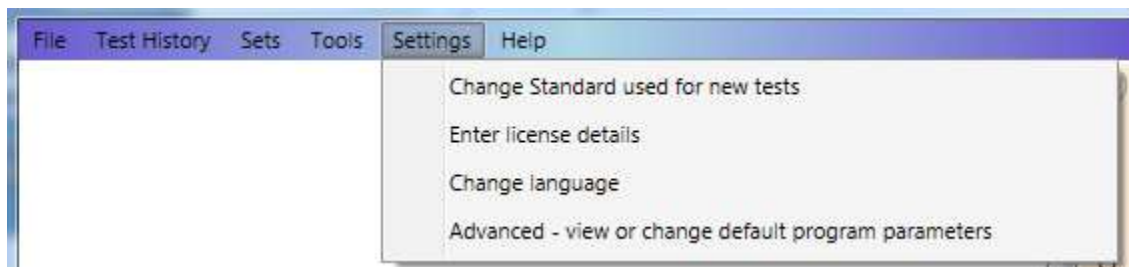 File Test History Sets Tools Settings Help
Change Standard used for new tests
Enter license details
Change language
Advanced - view or change default program parameters